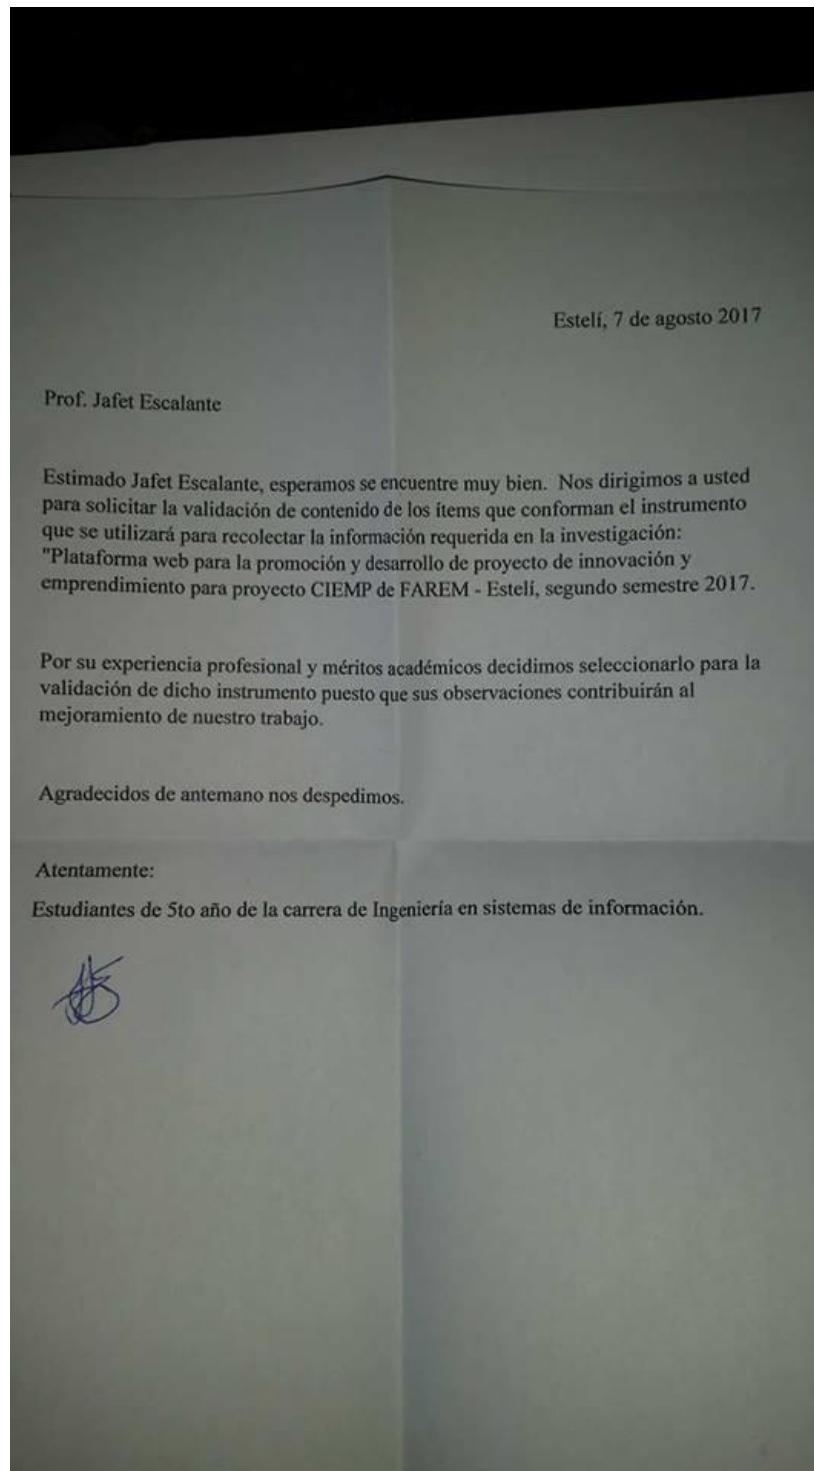 Estelí, 7 de agosto 2017
Prof. Jafet Escalante
Estimado Jafet Escalante, esperamos se encuentre muy bien. Nos dirigimos a usted
para solicitar la validación de contenido de los ítems que conforman el instrumento
que se utilizará para recolectar la información requerida en la investigación:
"Plataforma web para la promoción y desarrollo de proyecto de innovación y
emprendimiento para proyecto CIEMP de FAREM - Estelí, segundo semestre 2017.
Por su experiencia profesional y méritos académicos decidimos seleccionarlo para la
validación de dicho instrumento puesto que sus observaciones contribuirán al
mejoramiento de nuestro trabajo.
Agradecidos de antemano nos despedimos.
Atentamente:
Estudiantes de 5to año de la carrera de Ingeniería en sistemas de información.